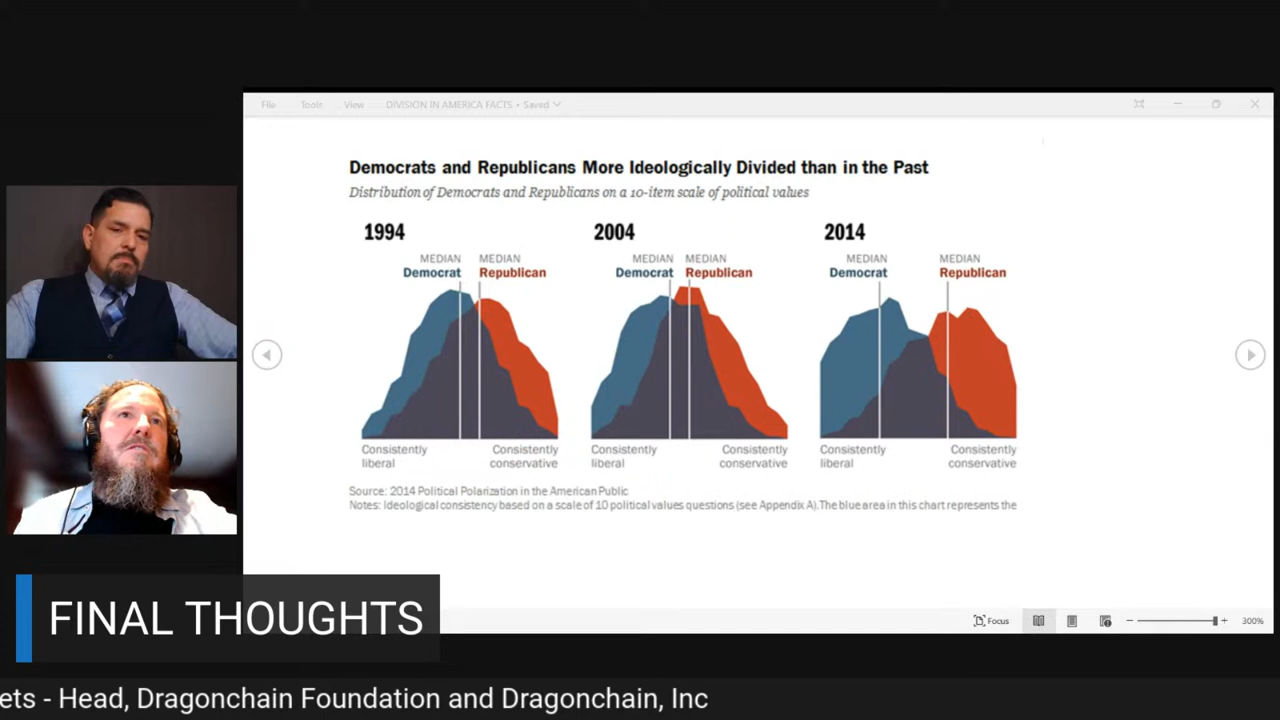 File Tools View DIVISION IN AMERICA FACTS • Saved
Democrats and Republicans More Ideologically Divided than in the Past
Distribution of Democrats and Republicans on a 10-item scale of political values
1994
MEDIAN Democrat
MEDIAN Republican
Consistently liberal
Consistently conservative
2004
MEDIAN Democrat
MEDIAN Republican
Consistently liberal
Consistently conservative
2014
MEDIAN Democrat
MEDIAN Republican
Consistently liberal
Consistently conservative
Source: 2014 Political Polarization in the American Public
Notes: Ideological consistency based on a scale of 10 political values questions (see Appendix A).The blue area in this chart represents the
Focus
300%
FINAL THOUGHTS
ets - Head, Dragonchain Foundation and Dragonchain, Inc